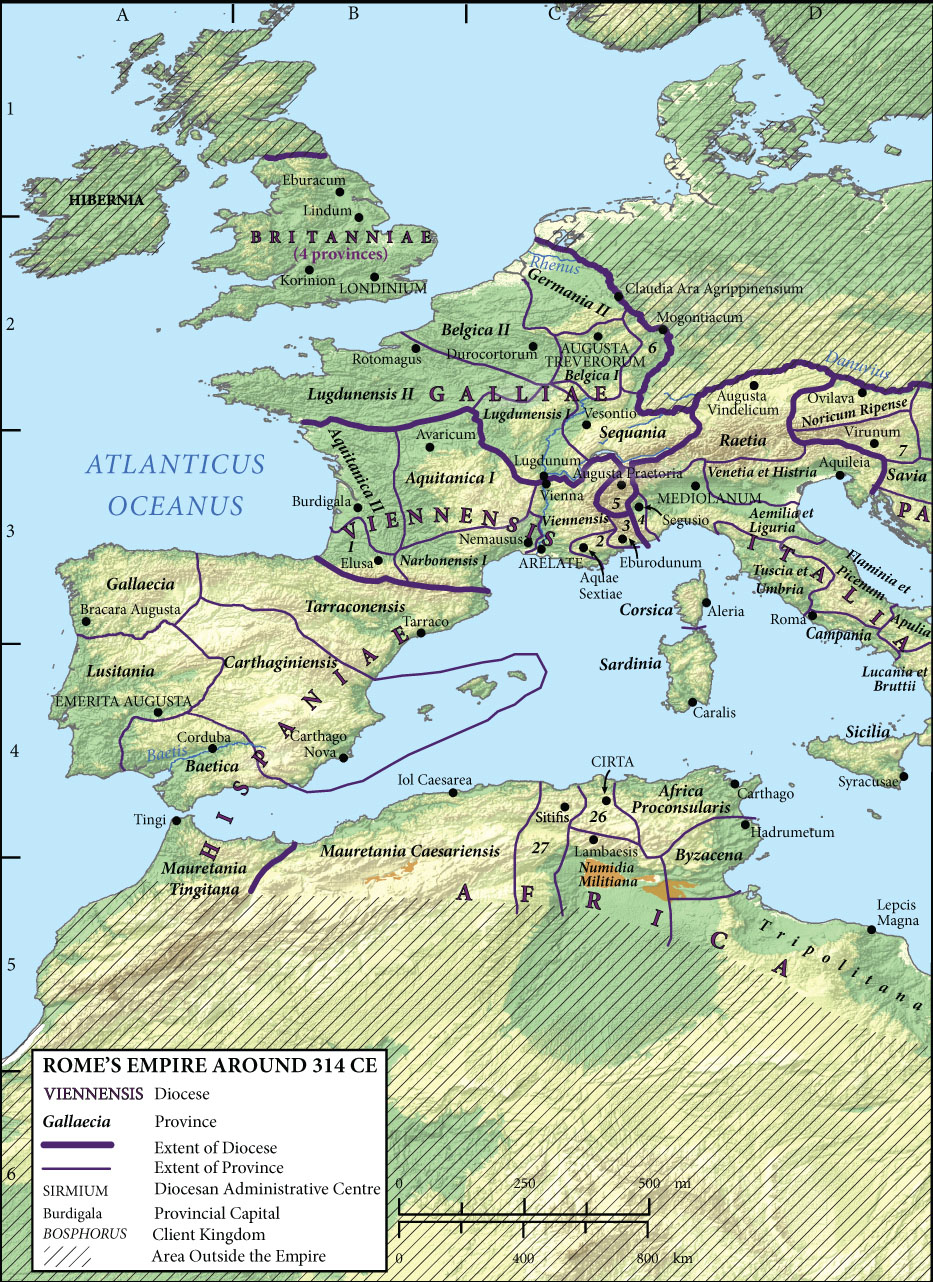 A
B
C
D
1
HIBERNIA
Eburacum
Lindum
BRITANNIAE
(4 provinces)
Korinion
LONDINIUM
Rhenus
Germania II
Claudia Ara Agrippinensium
2
Belgica II
Mogontiacum
6
Rotomagus
Durocortorum
AUGUSTA
TREVERORUM
Belgica I
Danuvius
Lugdunensis II
GALLIAE
Lugdunensis I
Vesontio
Sequania
Augusta
Vindelicum
Ovilava
Noricum Ripense
Raetia
Virunum
7
Avaricum
Aquitanica II
Aquitanica I
Lugdunum
Augusta Praetoria
Venetia et Histria
Aquileia
Savia
ATLANTICUS
OCEANUS
Burdigala
Vienna
5
MEDIOLANUM
PA
3
VIENNENSIS
Viennensis
3
4
Segusio
Aemilia et
Liguria
Nemausus
2
1
Elusa
Narbonensis I
ARELATE
Aquae
Sextiae
Eburodunum
ITALIA
Tuscia et
Umbria
Flaminia et
Picenum
Gallaecia
Bracara Augusta
Tarraconensis
Tarraco
Corsica
Aleria
Roma
Campania
Apulia
Lusitania
Carthaginiensis
Sardinia
Lucania et
Bruttii
EMERITA AUGUSTA
HISPANIAE
Caralis
4
Corduba
Baetis
Baetica
Carthago
Nova
Sicilia
Syracusae
CIRTA
Iol Caesarea
Africa
Proconsularis
Carthago
Tingi
Sitifis
26
Hadrumetum
Mauretania Caesariensis
27
Lambaesis
Byzacena
Mauretania
Tingitana
Numidia
Militiana
AFRICA
Lepcis
Magna
Tripolitana
5
ROME'S EMPIRE AROUND 314 CE
VIENNENSIS Diocese
Gallaecia Province
Extent of Diocese
Extent of Province
SIRMIUM Diocesan Administrative Centre
Burdigala Provincial Capital
BOSPHORUS Client Kingdom
Area Outside the Empire
6
0 250 500 mi
0 400 800 km